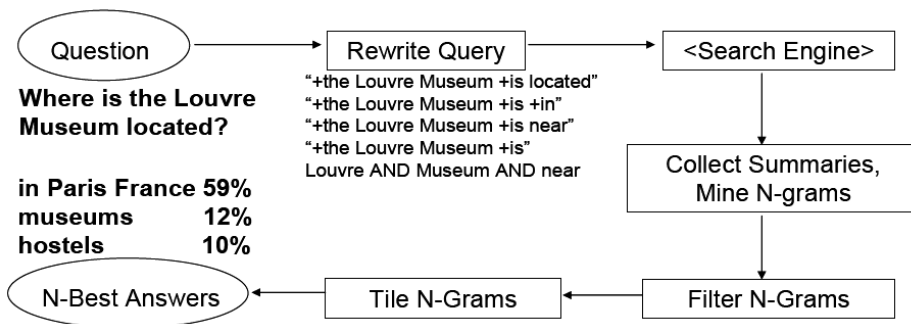 Question
Rewrite Query
<Search Engine>
Where is the Louvre
Museum located?
“+the Louvre Museum +is located”
“+the Louvre Museum +is +in”
“+the Louvre Museum +is near”
“+the Louvre Museum +is”
Louvre AND Museum AND near
Collect Summaries,
Mine N-grams
in Paris France 59%
museums 12%
hostels 10%
N-Best Answers
Tile N-Grams
Filter N-Grams